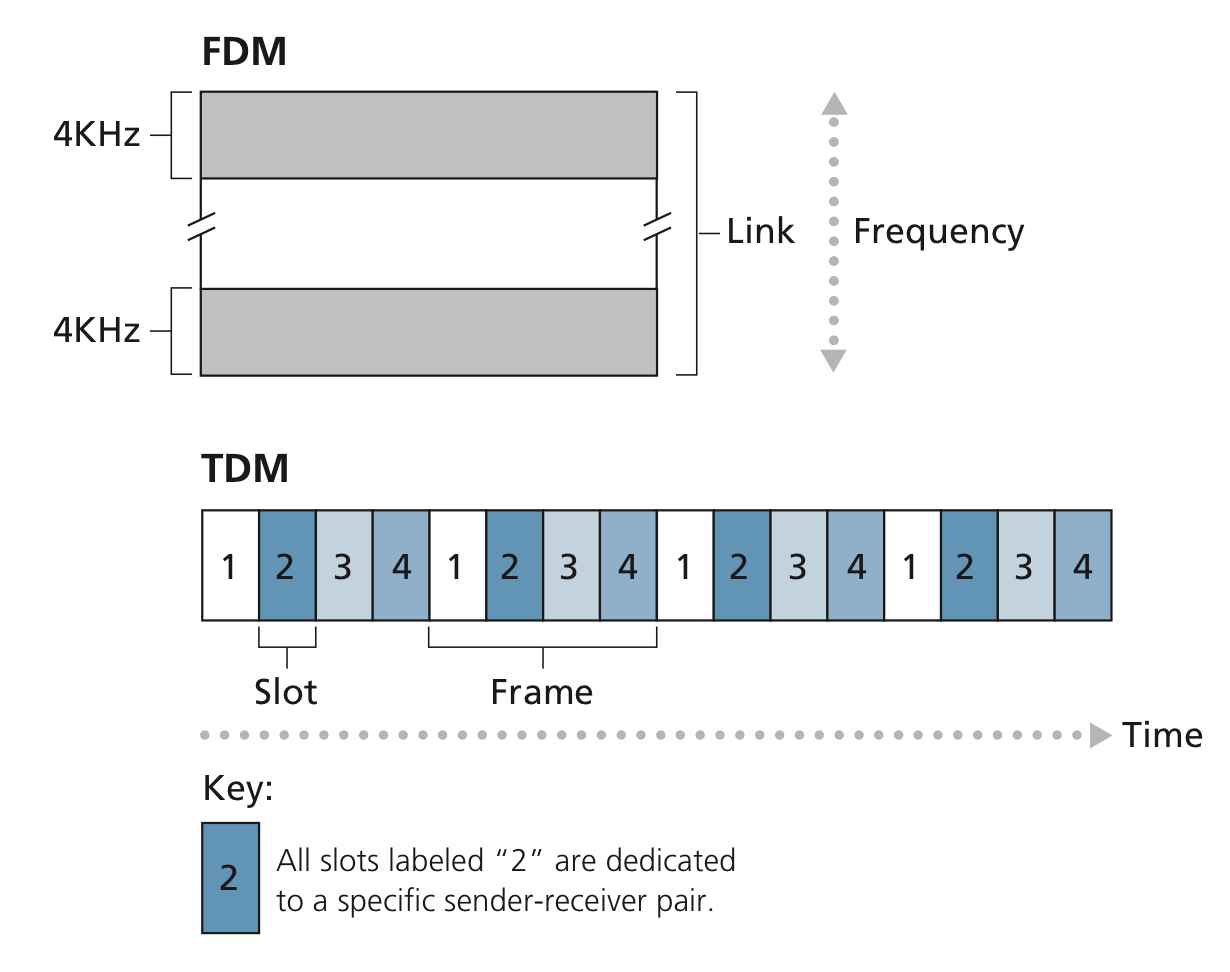 FDM
4KHz
Link
Frequency
4KHz
TDM
1 2 3 4 1 2 3 4 1 2 3 4 1 2 3 4
Slot
Frame
Time
Key:
2
All slots labeled “2” are dedicated
to a specific sender-receiver pair.